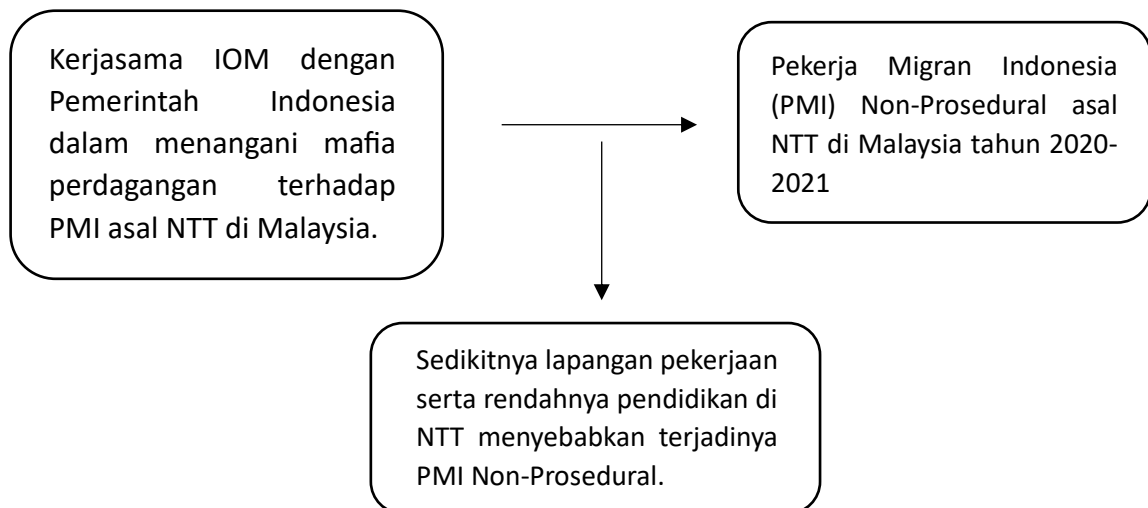 Kerjasama IOM dengan
Pemerintah Indonesia
dalam menangani mafia
perdagangan terhadap
PMI asal NTT di Malaysia.
Pekerja Migran Indonesia
(PMI) Non-Prosedural asal
NTT di Malaysia tahun 2020-
2021
Sedikitnya lapangan pekerjaan
serta rendahnya pendidikan di
NTT menyebabkan terjadinya
PMI Non-Prosedural.